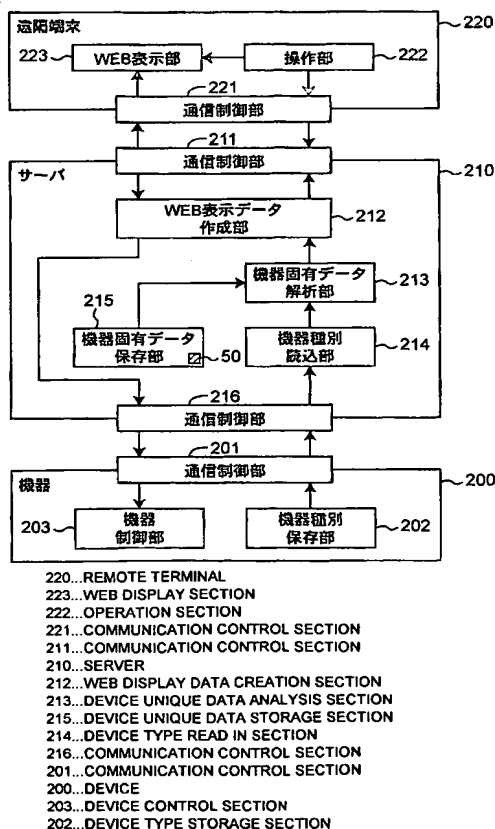 遠隔端末
220
223
WEB表示部
操作部
222
221
通信制御部
211
通信制御部
サーバ
210
WEB表示データ
作成部
212
機器固有データ
解析部
213
215
機器固有データ
保存部
50
機器種別
読込部
214
216
通信制御部
201
通信制御部
機器
200
203
機器
制御部
機器種別
保存部
202
220...REMOTE TERMINAL
223...WEB DISPLAY SECTION
222...OPERATION SECTION
221...COMMUNICATION CONTROL SECTION
211...COMMUNICATION CONTROL SECTION
210...SERVER
212...WEB DISPLAY DATA CREATION SECTION
213...DEVICE UNIQUE DATA ANALYSIS SECTION
215...DEVICE UNIQUE DATA STORAGE SECTION
214...DEVICE TYPE READ IN SECTION
216...COMMUNICATION CONTROL SECTION
201...COMMUNICATION CONTROL SECTION
200...DEVICE
203...DEVICE CONTROL SECTION
202...DEVICE TYPE STORAGE SECTION